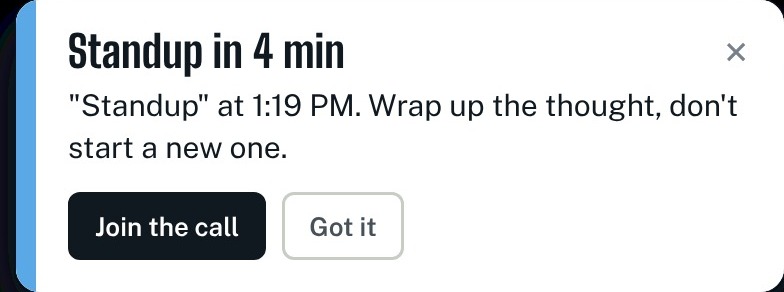 Standup in 4 min
"Standup" at 1:19 PM. Wrap up the thought, don't
start a new one.
Join the call
Got it